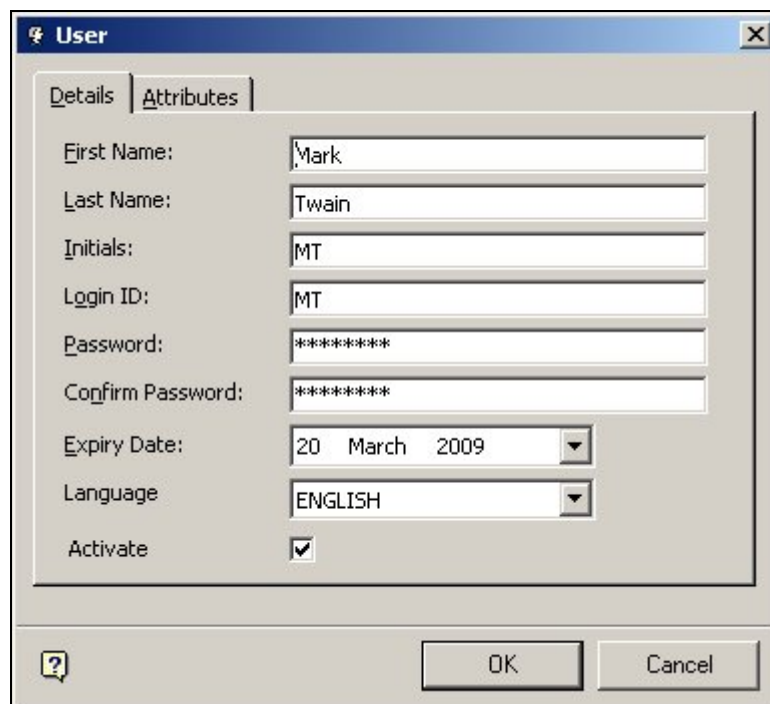 User
Details Attributes
First Name: Mark
Last Name: Twain
Initials: MT
Login ID: MT
Password: ********
Confirm Password: ********
Expiry Date: 20 March 2009
Language ENGLISH
Activate
? OK Cancel